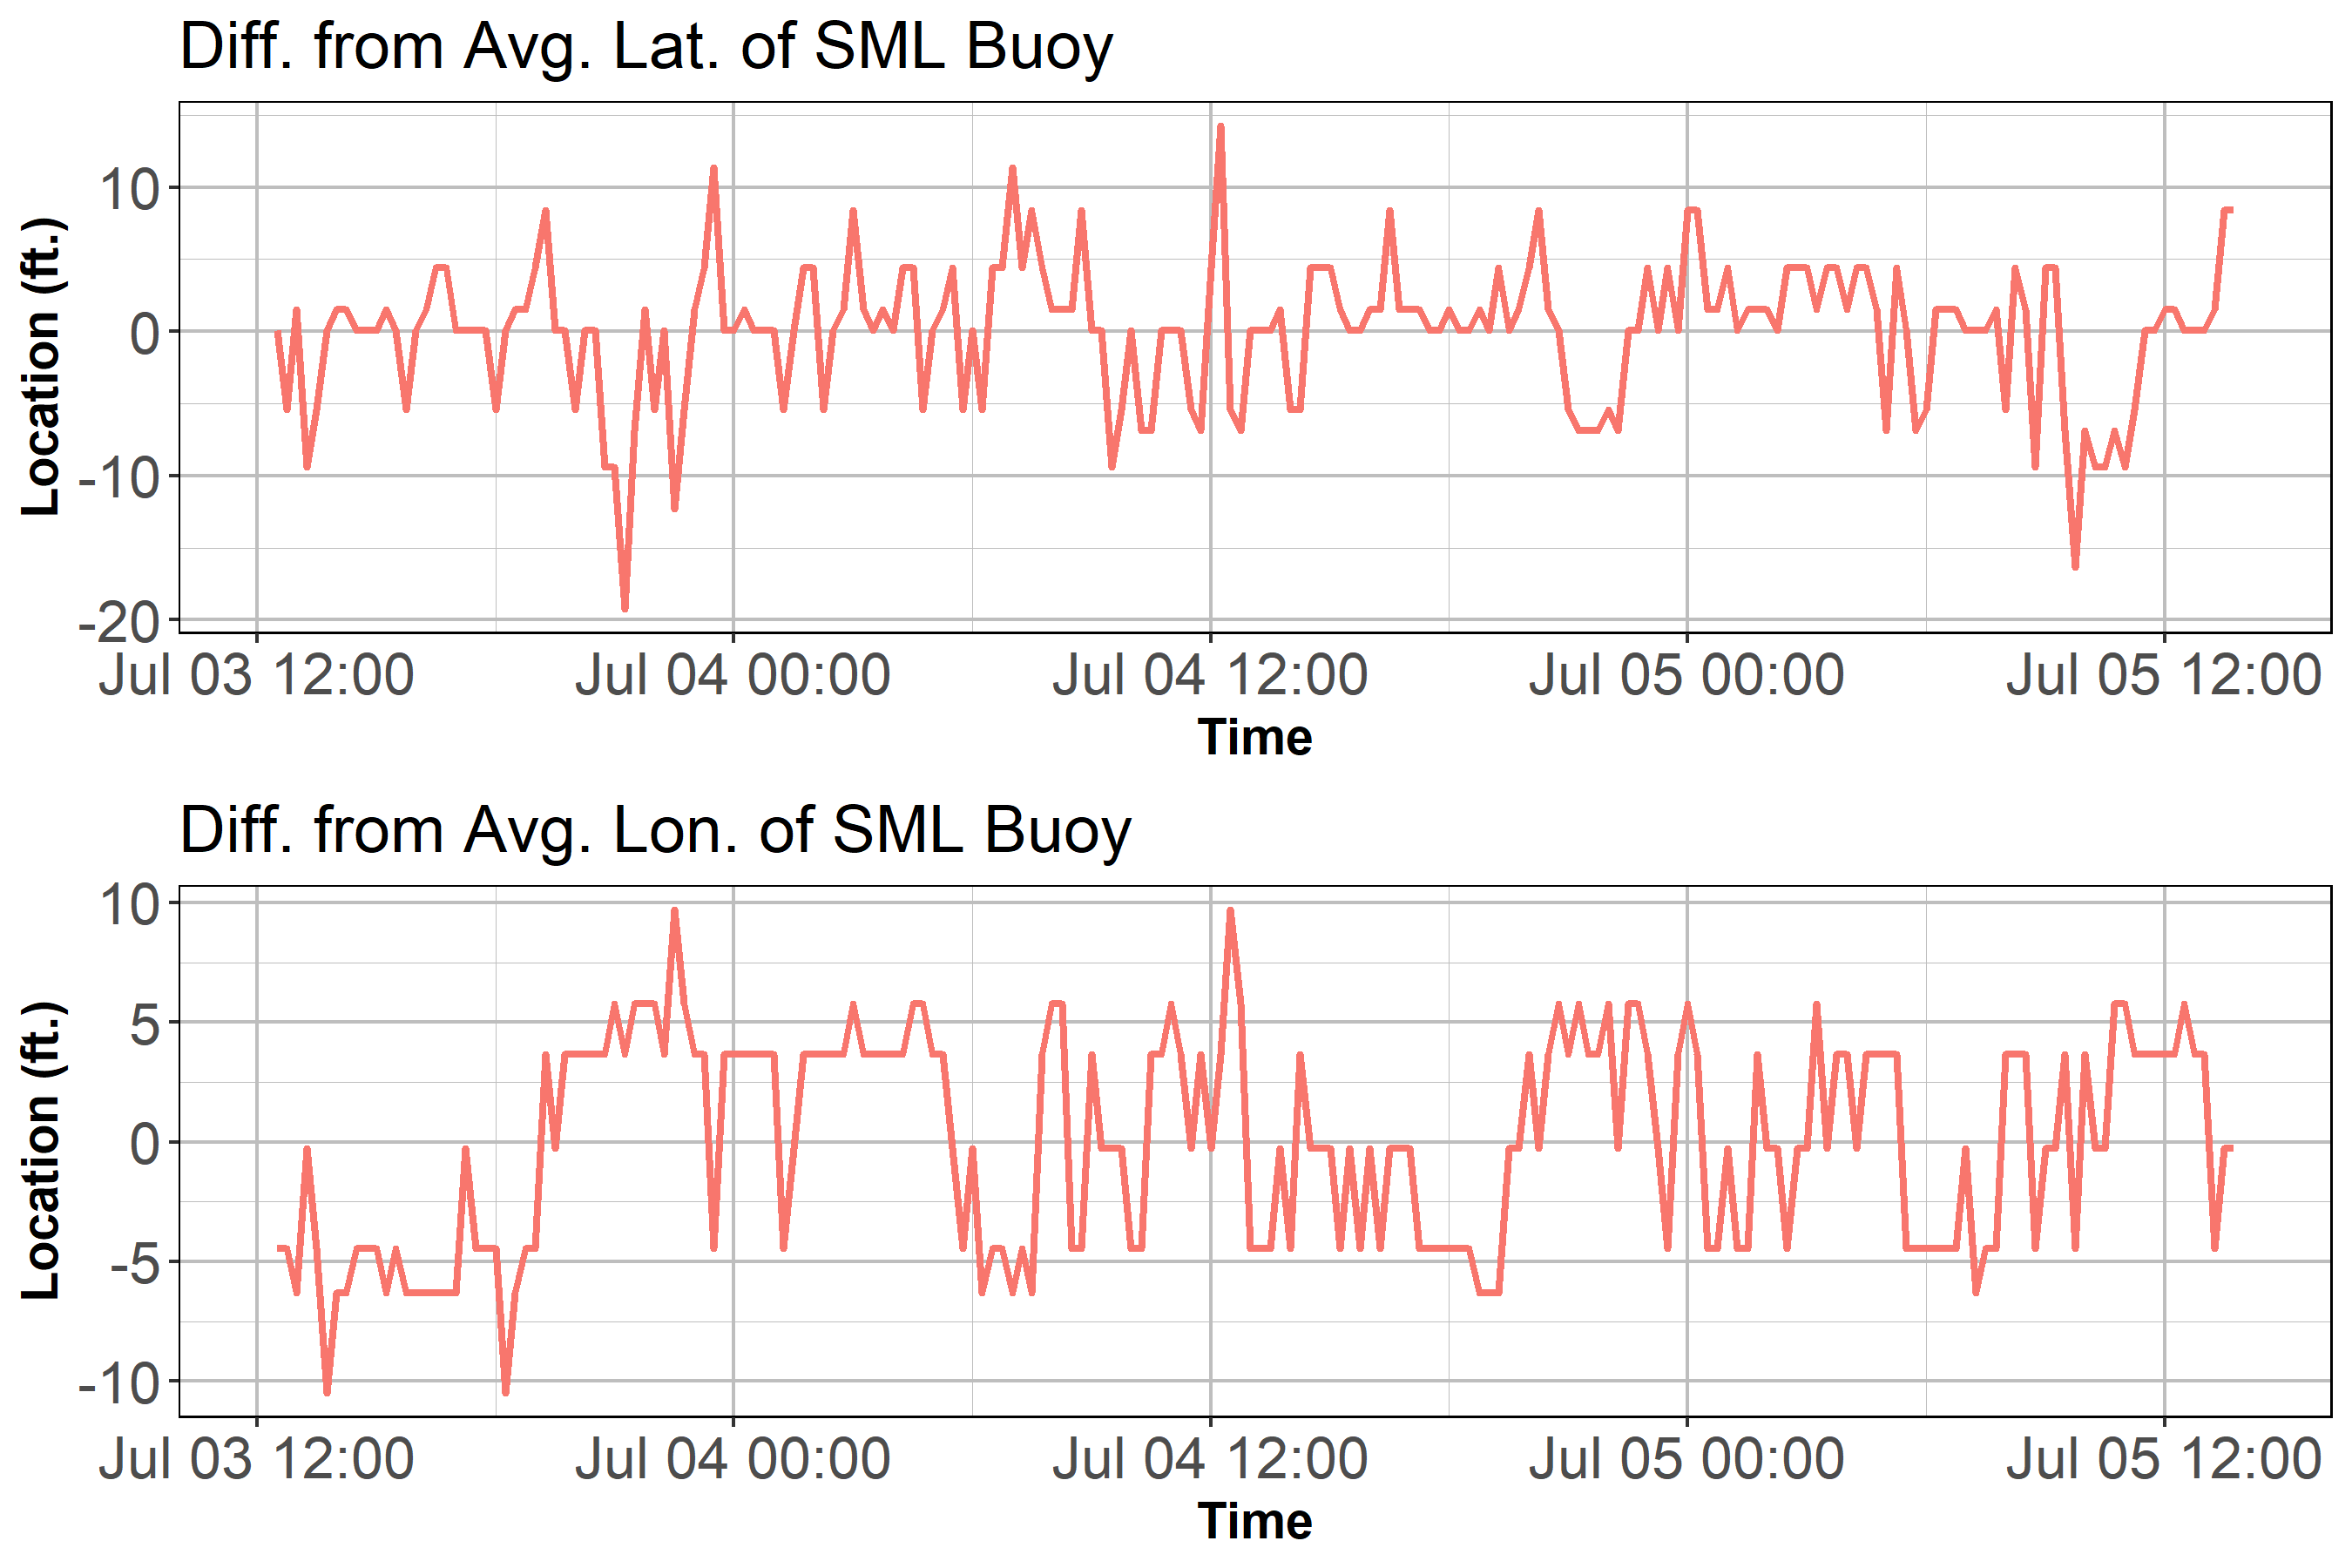 Diff. from Avg. Lat. of SML Buoy
Location (ft.)
10
0
-10
-20
Jul 03 12:00 Jul 04 00:00 Jul 04 12:00 Jul 05 00:00 Jul 05 12:00
Time
Diff. from Avg. Lon. of SML Buoy
Location (ft.)
10
5
0
-5
-10
Jul 03 12:00 Jul 04 00:00 Jul 04 12:00 Jul 05 00:00 Jul 05 12:00
Time